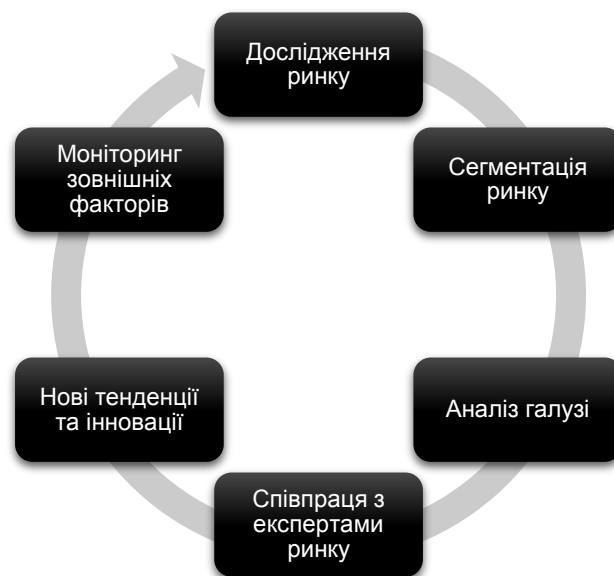 Дослідження
ринку
Сегментація
ринку
Аналіз галузі
Співпраця з
експертами
ринку
Нові тенденції
та інновації
Моніторинг
зовнішніх
факторів